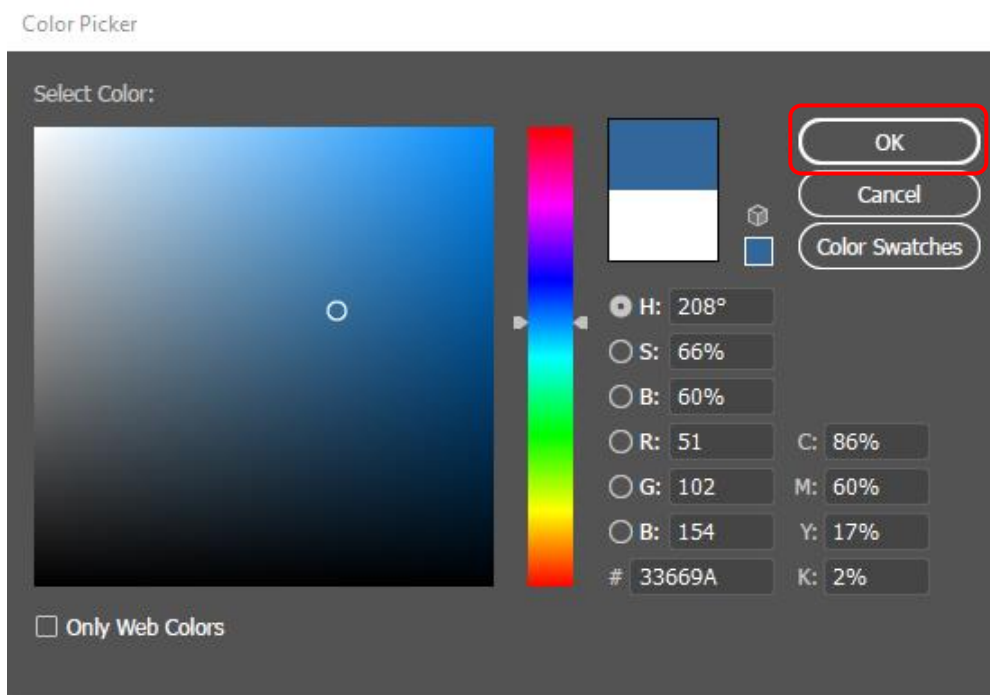 Color Picker
Select Color:
OK
Cancel
Color Swatches
H: 208°
S: 66%
B: 60%
R: 51 C: 86%
G: 102 M: 60%
B: 154 Y: 17%
# 33669A K: 2%
Only Web Colors